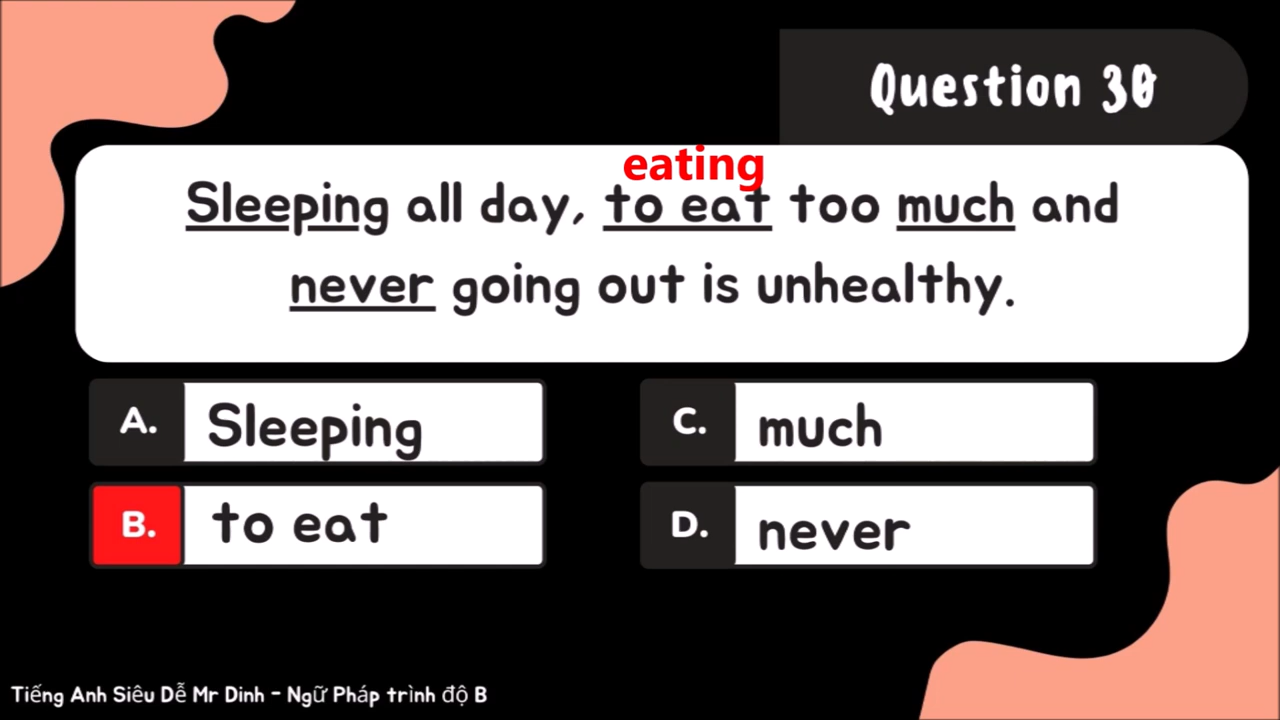 Question 30
eating
Sleeping all day, to eat too much and
never going out is unhealthy.
A. Sleeping
C. much
B. to eat
D. never
Tiếng Anh Siêu Dễ Mr Dinh - Ngữ Pháp trình độ B